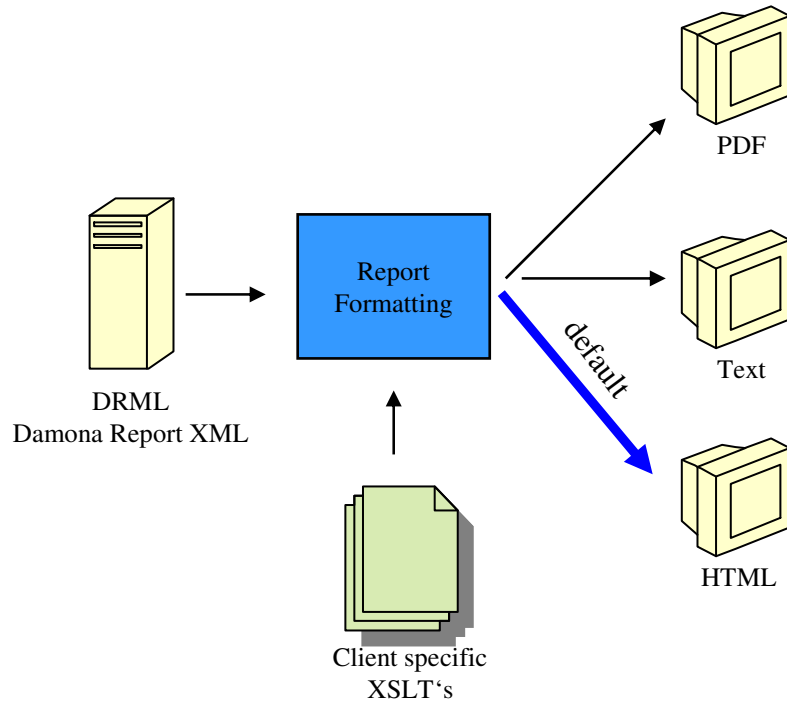 PDF
Report
Formatting
default
Text
DRML
Damona Report XML
HTML
Client specific
XSLT‘s